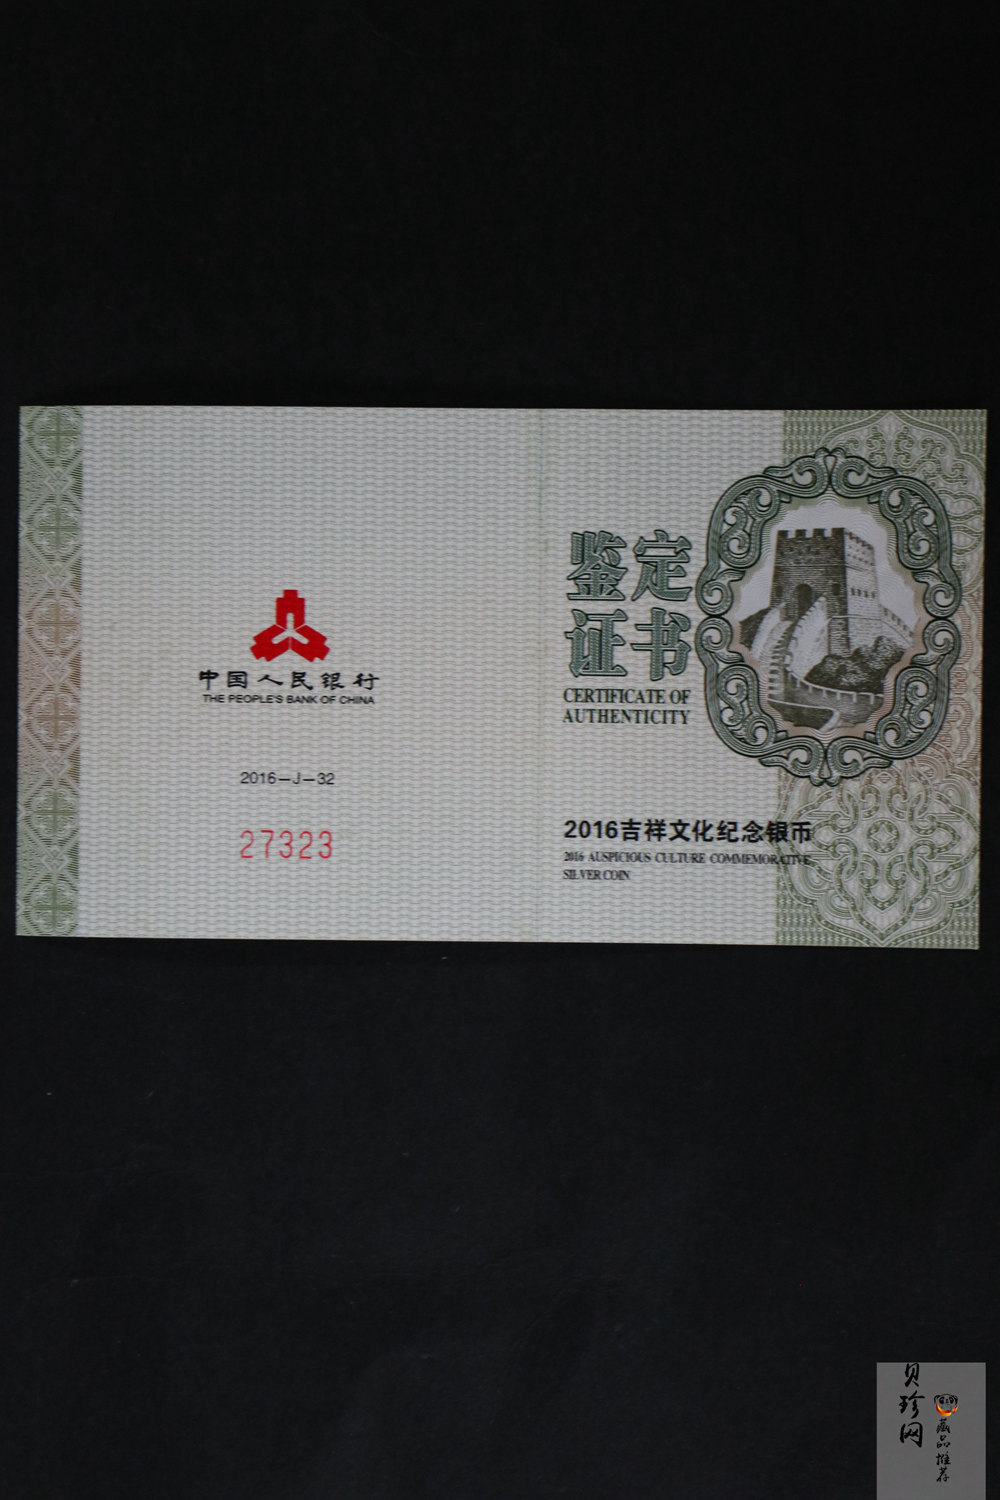 中国人民银行
THE PEOPLE'S BANK OF CHINA
2016-J-32
27323
鉴定
证书
CERTIFICATE OF
AUTHENTICITY
2016吉祥文化纪念银币
2016 AUSPICIOUS CULTURE COMMEMORATIVE
SILVER COIN
贝珍网
藏品推荐